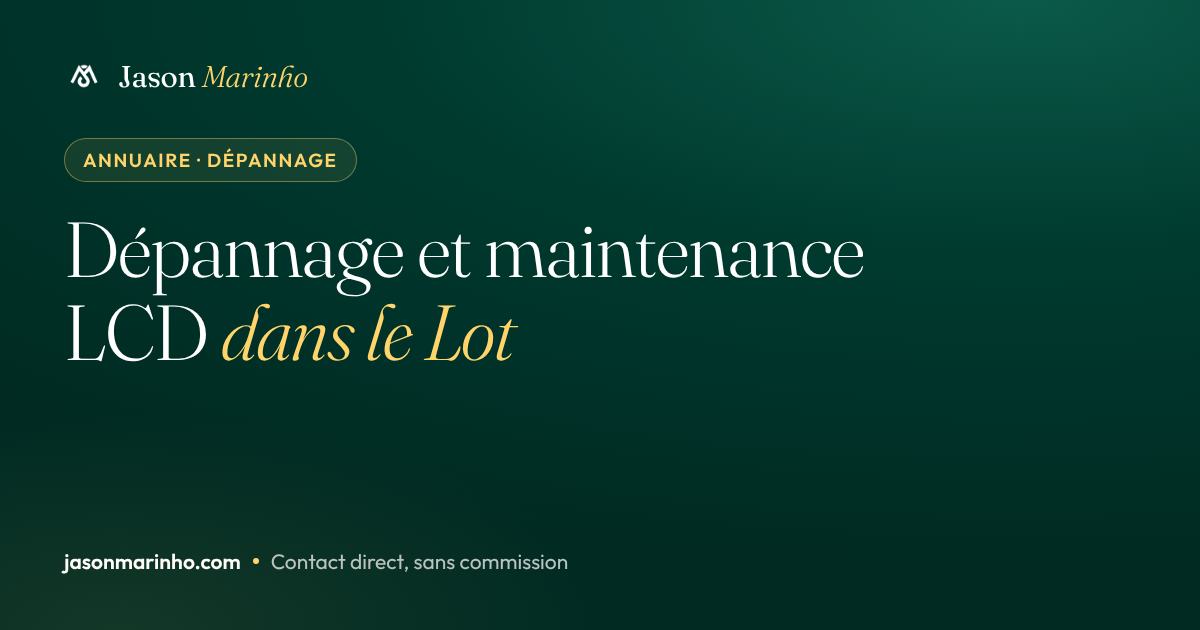 Jason Marinho
ANNUAIRE · DÉPANNAGE
Dépannage et maintenance
LCD dans le Lot
jasonmarinho.com • Contact direct, sans commission